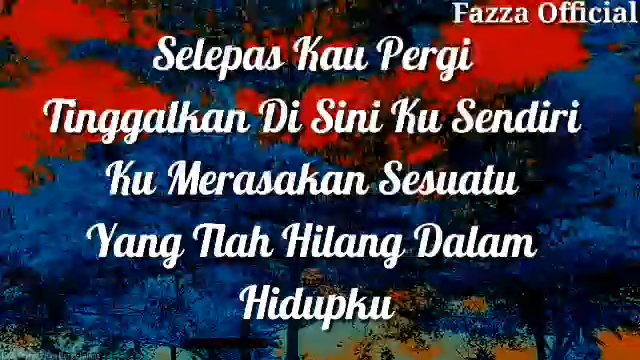 Fazza Official
Selepas Kau Pergi
Tinggalkan Di Sini Ku Sendiri
Ku Merasakan Sesuatu
Yang Tlah Hilang Dalam
Hidupku